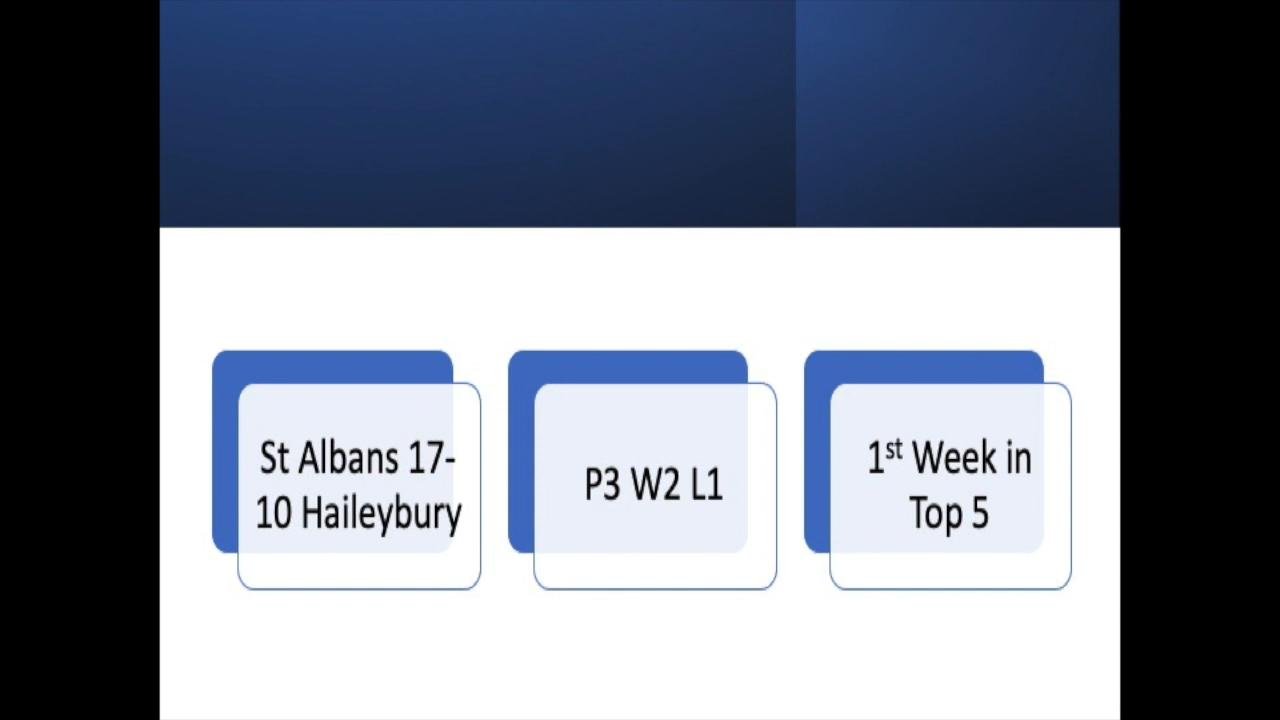 St Albans 17-
10 Haileybury
P3 W2 L1
1st Week in
Top 5